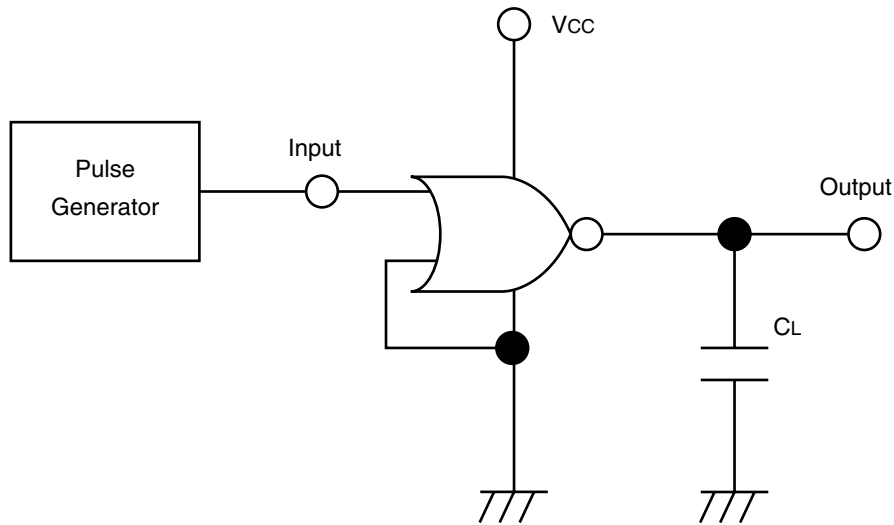 VCC
Pulse
Generator
Input
Output
CL